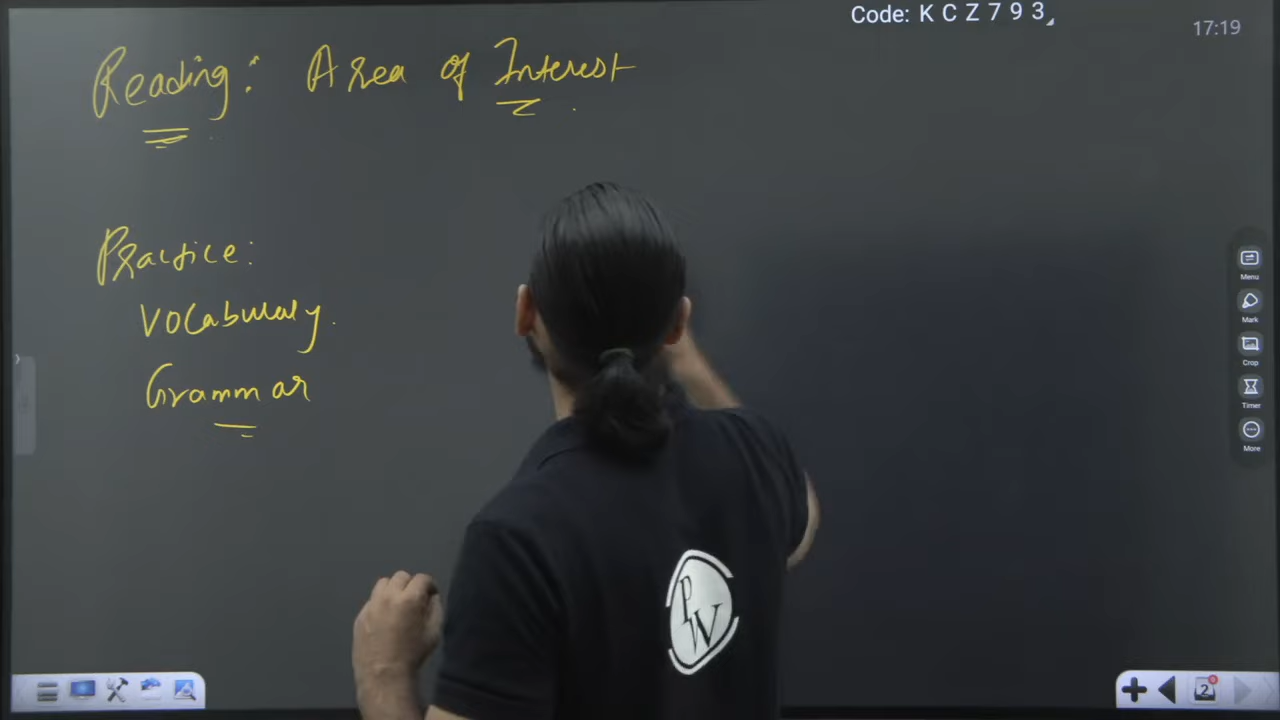 Code: K C Z 7 9 3
17:19
Reading: Area of Interest
Practice:
Vocabulary.
Grammar
Menu
Mark
Crop
Timer
More
2
PW